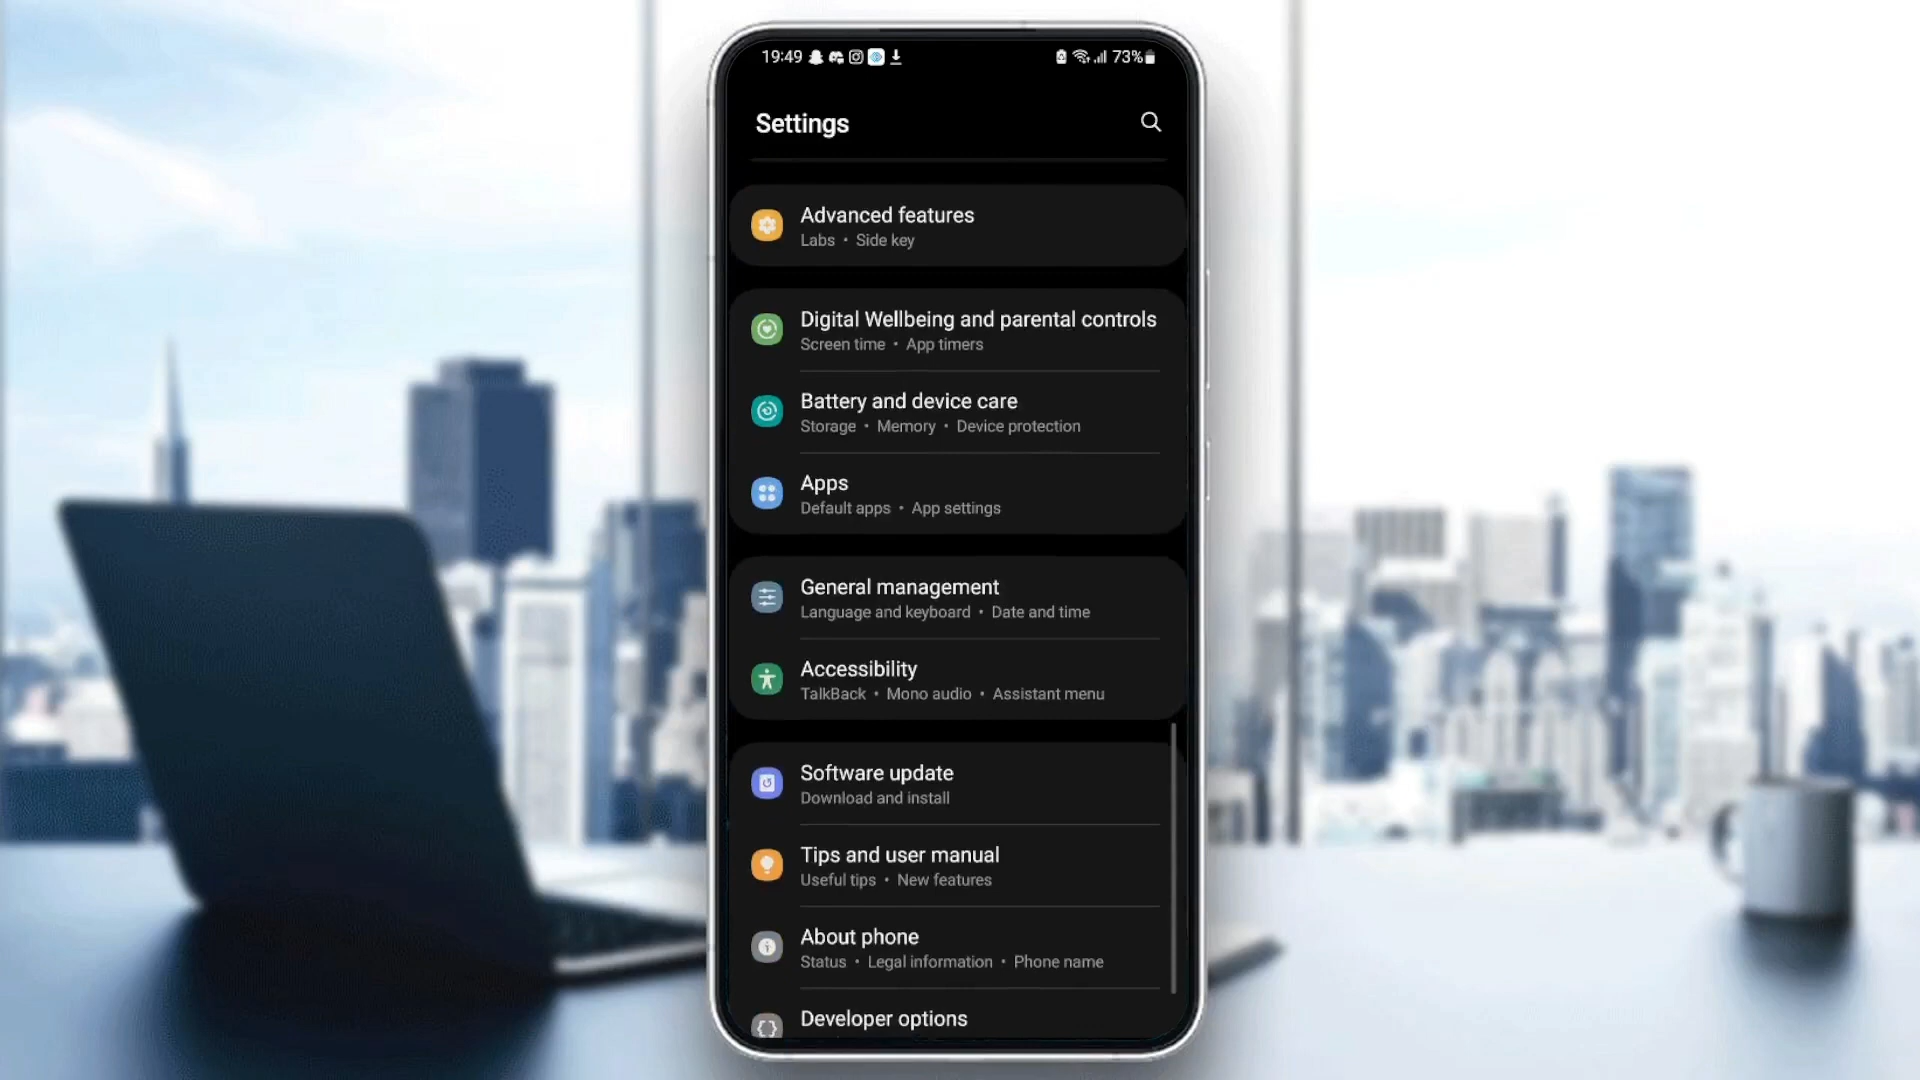 19:49 73%
Settings
Advanced features
Labs • Side key
Digital Wellbeing and parental controls
Screen time • App timers
Battery and device care
Storage • Memory • Device protection
Apps
Default apps • App settings
General management
Language and keyboard • Date and time
Accessibility
TalkBack • Mono audio • Assistant menu
Software update
Download and install
Tips and user manual
Useful tips • New features
About phone
Status • Legal information • Phone name
Developer options